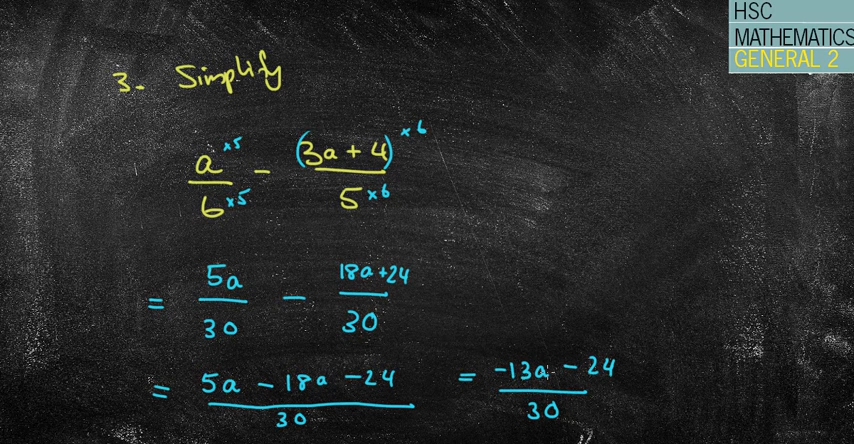 HSC
MATHEMATICS
GENERAL 2
3. Simplify
a ×5 / 6 ×5 - (3a + 4) ×6 / 5 ×6
= 5a / 30 - 18a + 24 / 30
= 5a - 18a - 24 / 30 = -13a - 24 / 30